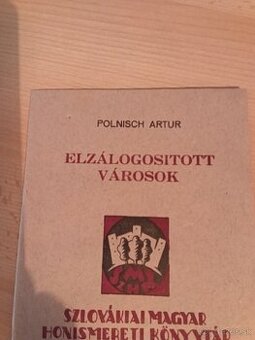 POLNISCH ARTUR
ELZÁLOGOSITOTT
VÁROSOK
SZLOVÁKIAI MAGYAR
HONISMERETI KÖNYVTÁR